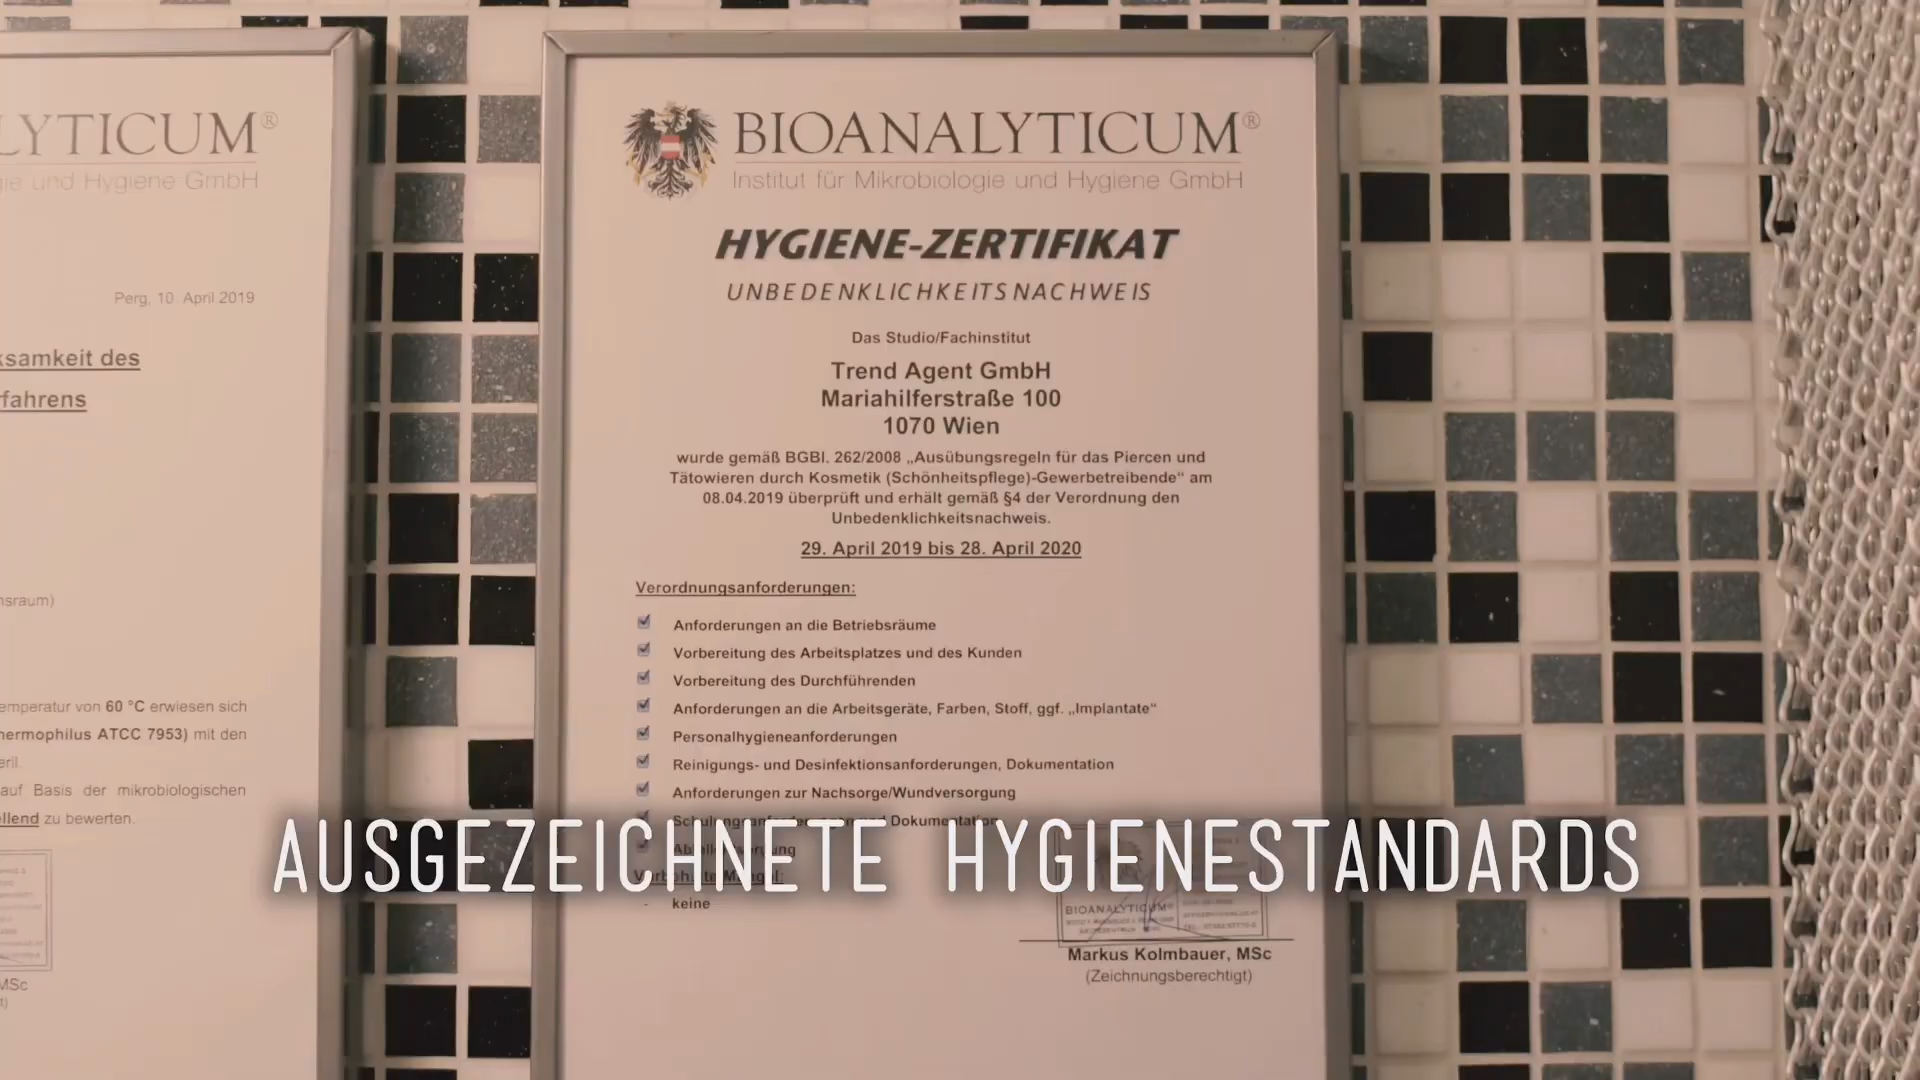 LYTICUM®
gie und Hygiene GmbH
Perg, 10. April 2019
ksamkeit des
fahrens
nsraum)
emperatur von 60 °C erwiesen sich
hermophilus ATCC 7953) mit den
eril.
auf Basis der mikrobiologischen
llend zu bewerten.
MSc
BIOANALYTICUM®
Institut für Mikrobiologie und Hygiene GmbH
HYGIENE-ZERTIFIKAT
UNBEDENKLICHKEITSNACHWEIS
Das Studio/Fachinstitut
Trend Agent GmbH
Mariahilferstraße 100
1070 Wien
wurde gemäß BGBl. 262/2008 „Ausübungsregeln für das Piercen und
Tätowieren durch Kosmetik (Schönheitspflege)-Gewerbetreibende“ am
08.04.2019 überprüft und erhält gemäß §4 der Verordnung den
Unbedenklichkeitsnachweis.
29. April 2019 bis 28. April 2020
Verordnungsanforderungen:
Anforderungen an die Betriebsräume
Vorbereitung des Arbeitsplatzes und des Kunden
Vorbereitung des Durchführenden
Anforderungen an die Arbeitsgeräte, Farben, Stoff, ggf. „Implantate“
Personalhygieneanforderungen
Reinigungs- und Desinfektionsanforderungen, Dokumentation
Anforderungen zur Nachsorge/Wundversorgung
Schulungsanforderungen und Dokumentation
AUSGEZEICHNETE HYGIENESTANDARDS
- keine
BIOANALYTICUM®
Markus Kolmbauer, MSc
(Zeichnungsberechtigt)